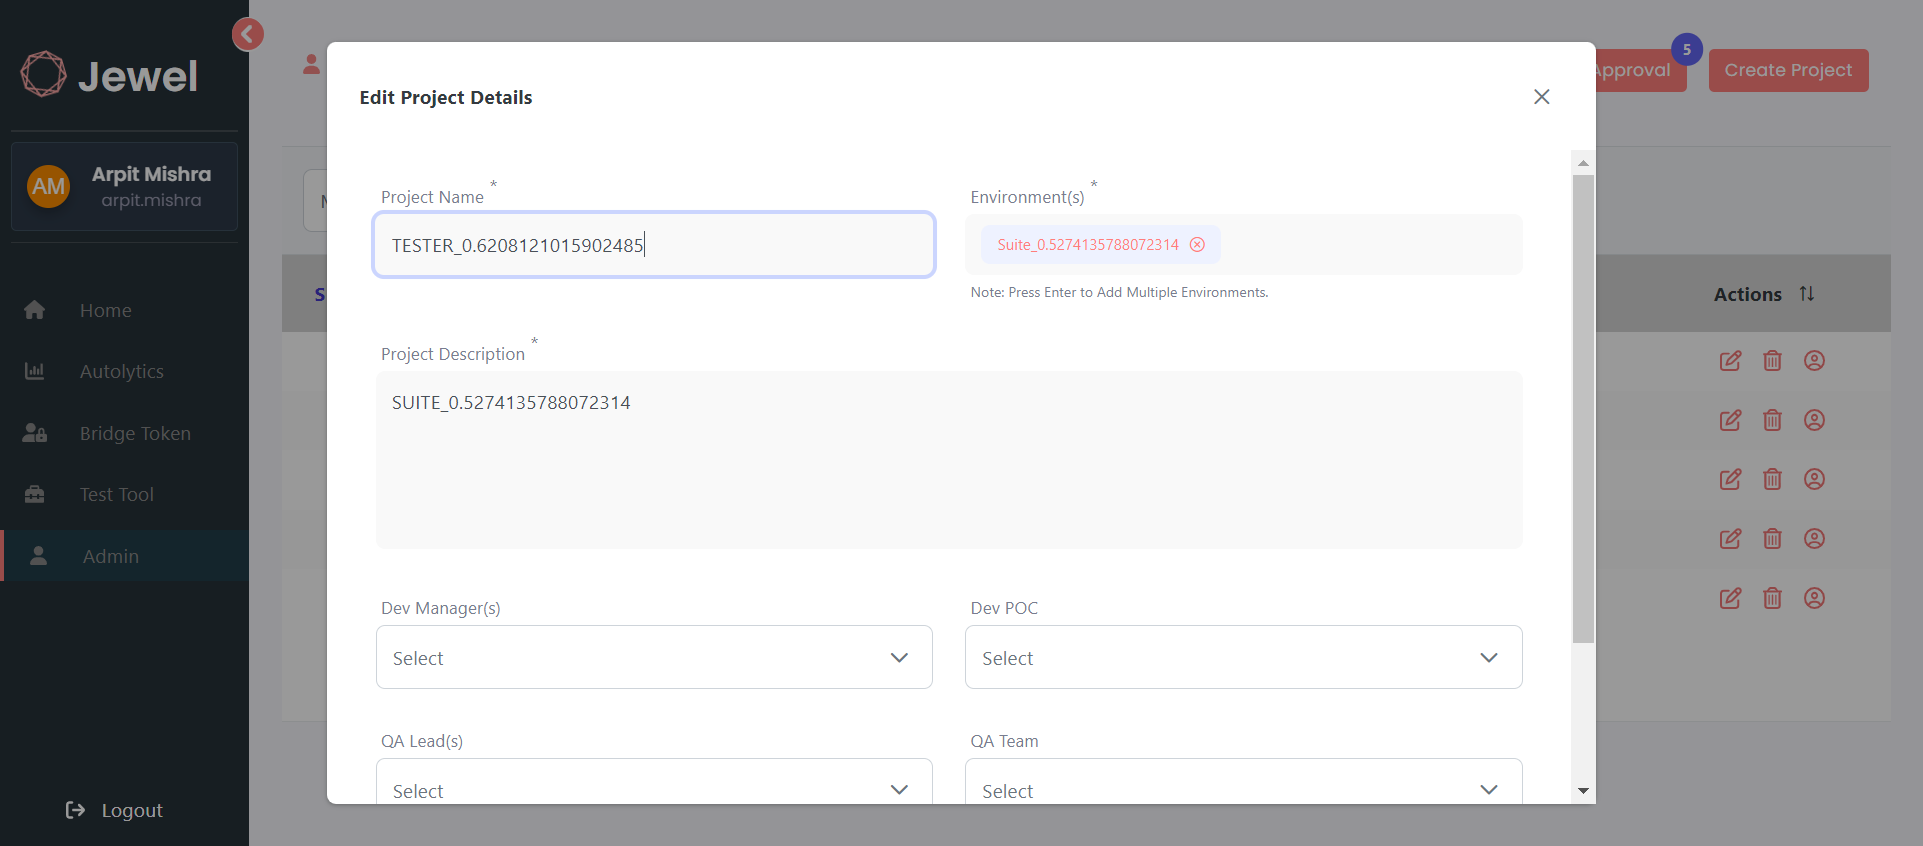 Jewel
AM
Arpit Mishra
arpit.mishra
Home
Autolytics
Bridge Token
Test Tool
Admin
Logout
Approval
5
Create Project
Actions
Edit Project Details
Project Name *
TESTER_0.6208121015902485
Environment(s) *
Suite_0.5274135788072314
Note: Press Enter to Add Multiple Environments.
Project Description *
SUITE_0.5274135788072314
Dev Manager(s)
Select
Dev POC
Select
QA Lead(s)
Select
QA Team
Select